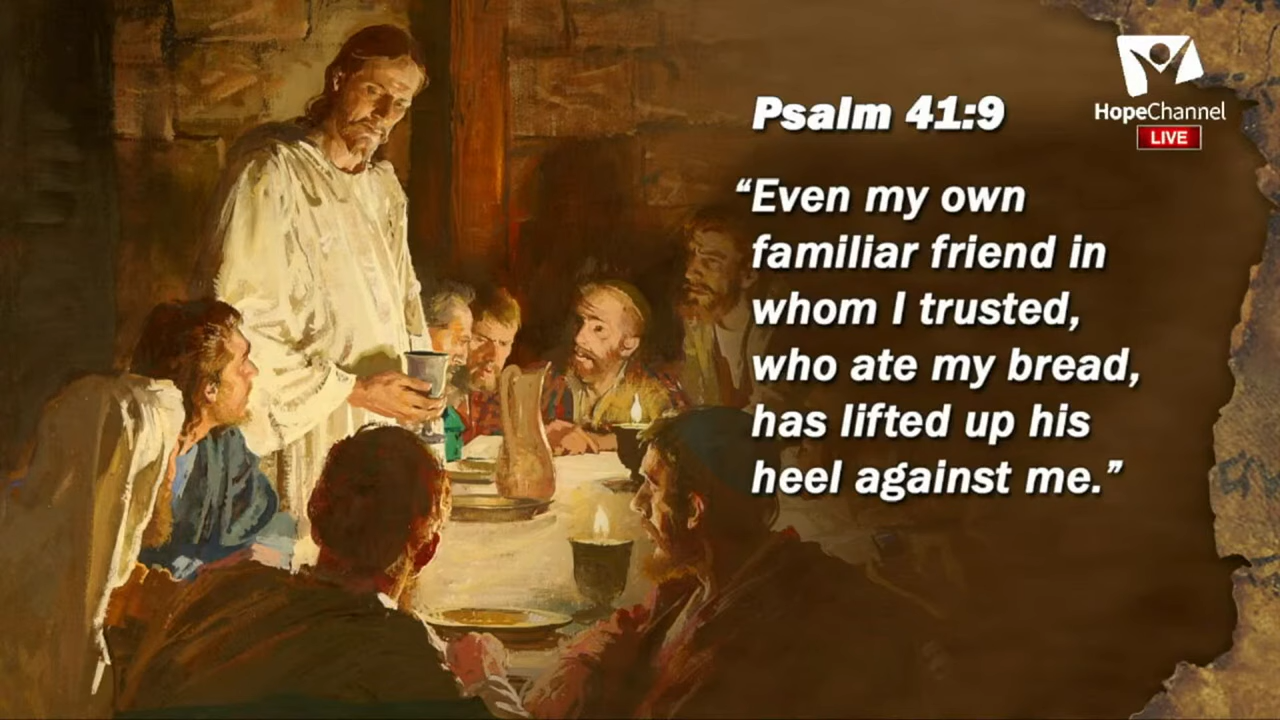 Psalm 41:9
HopeChannel
LIVE
“Even my own
familiar friend in
whom I trusted,
who ate my bread,
has lifted up his
heel against me.”